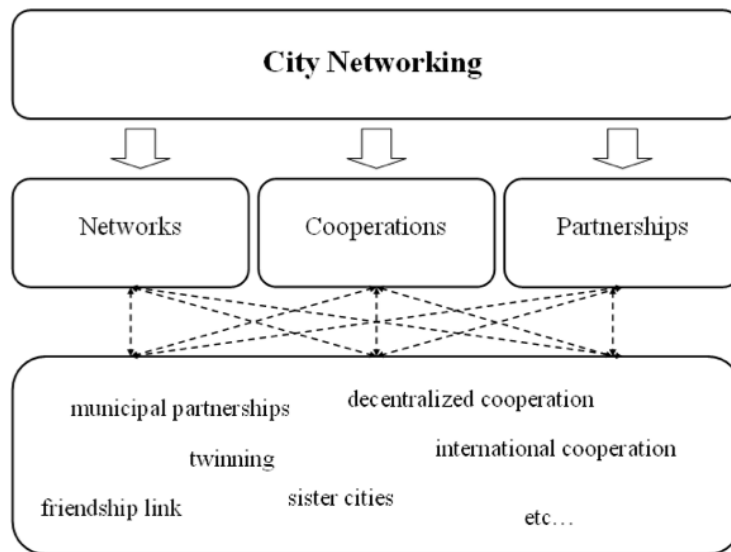 City Networking
Networks
Cooperations
Partnerships
municipal partnerships
decentralized cooperation
twinning
international cooperation
friendship link
sister cities
etc…